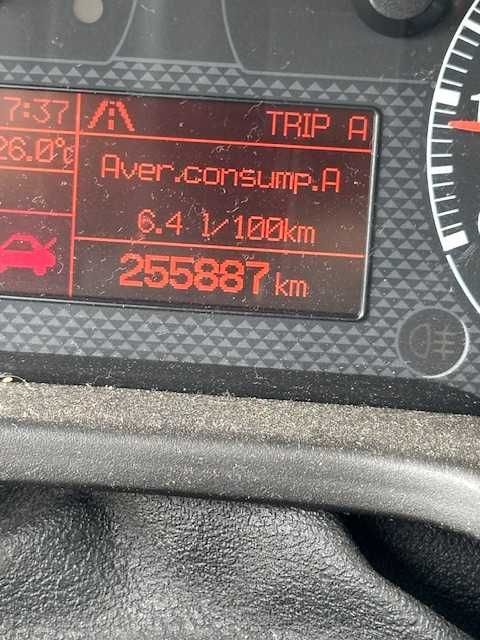 7:37
TRIP A
26.0°c
Aver.consump.A
6.4 l/100km
255887 km